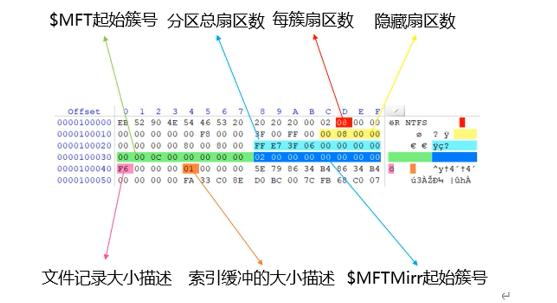 $MFT起始簇号 分区总扇区数 每簇扇区数 隐藏扇区数
Offset 0 1 2 3 4 5 6 7 8 9 A B C D E F
0000100000 EB 52 90 4E 54 46 53 20 20 20 20 00 02 08 00 00 ëR NTFS
0000100010 00 00 00 00 00 F8 00 00 3F 00 FF 00 00 08 00 00 ø ? ÿ
0000100020 00 00 00 00 80 00 80 00 FF E7 3F 06 00 00 00 00 € € ÿç?
0000100030 00 00 0C 00 00 00 00 00 02 00 00 00 00 00 00 00
0000100040 F6 00 00 00 01 00 00 00 5E 79 86 34 B4 86 34 B4 ö ^y†4´†4´
0000100050 00 00 00 00 FA 33 C0 8E D0 BC 00 7C FB 68 C0 07 ú3ÀŽÐ¼ |ûhÀ
文件记录大小描述 索引缓冲的大小描述 $MFTMirr起始簇号